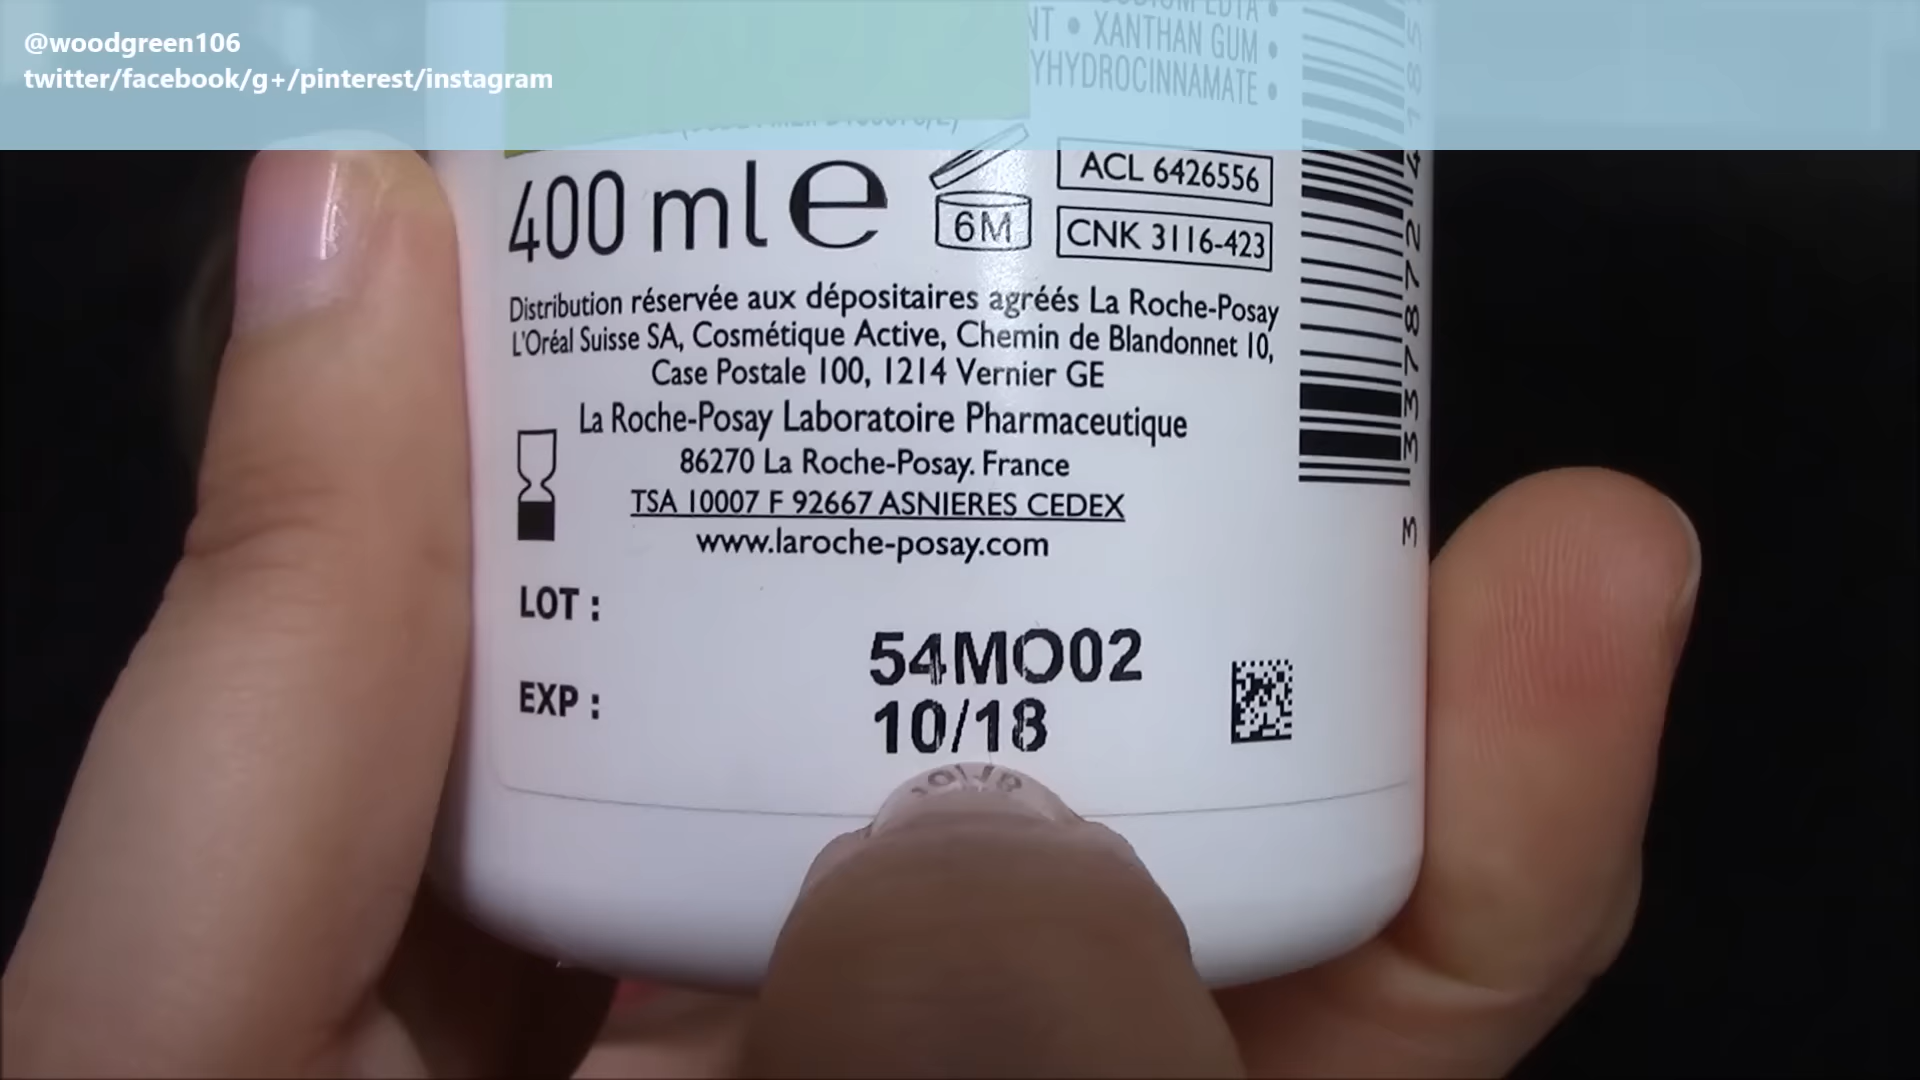 @woodgreen106
twitter/facebook/g+/pinterest/instagram
EDTA •
• XANTHAN GUM •
YHYDROCINNAMATE •
400 ml e
6M
ACL 6426556
CNK 3116-423
Distribution réservée aux dépositaires agréés La Roche-Posay
L'Oréal Suisse SA, Cosmétique Active, Chemin de Blandonnet 10,
Case Postale 100, 1214 Vernier GE
La Roche-Posay Laboratoire Pharmaceutique
86270 La Roche-Posay. France
TSA 10007 F 92667 ASNIERES CEDEX
www.laroche-posay.com
LOT :
54MO02
EXP :
10/18